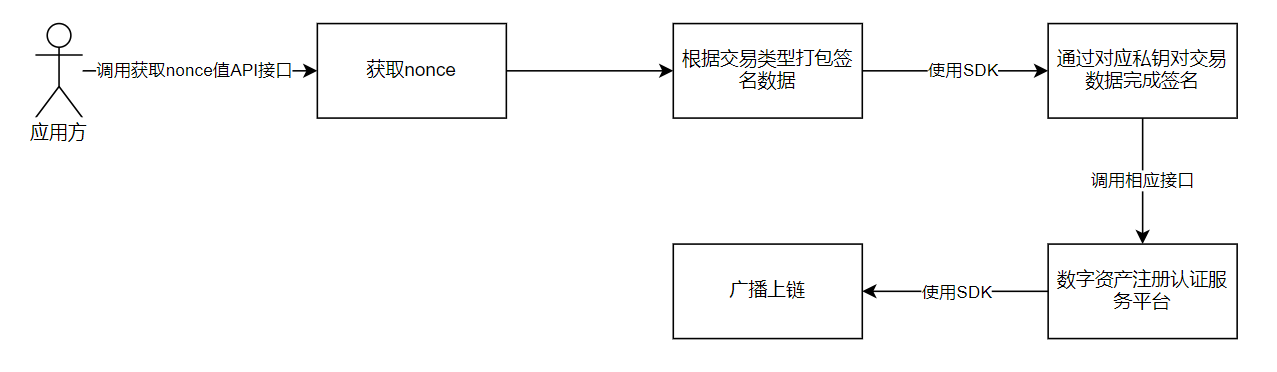 调用获取nonce值API接口
应用方
获取nonce
根据交易类型打包签
名数据
使用SDK
通过对应私钥对交易
数据完成签名
调用相应接口
数字资产注册认证服
务平台
使用SDK
广播上链